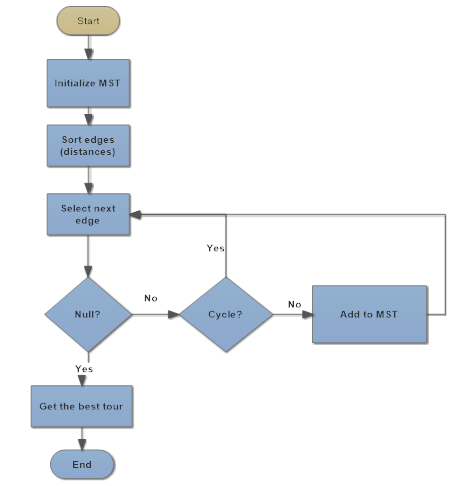 Start
Initialize MST
Sort edges
(distances)
Select next
edge
Yes
Null?
No
Cycle?
No
Add to MST
Yes
Get the best tour
End